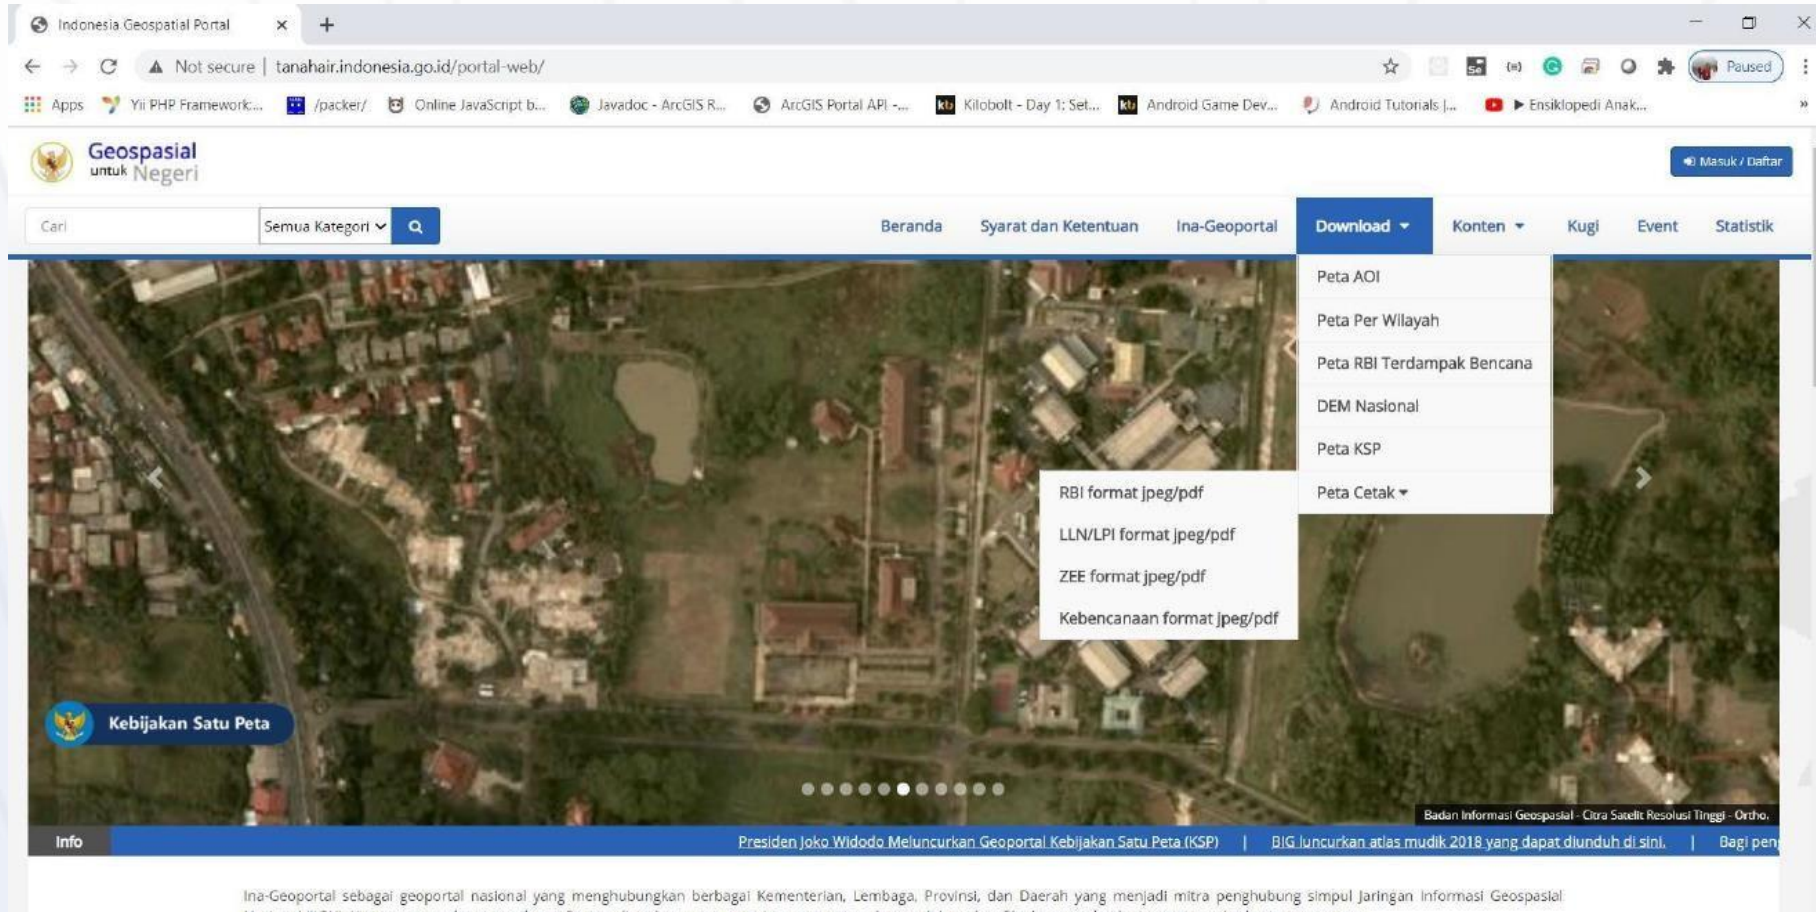 Indonesia Geospatial Portal
Not secure | tanahair.indonesia.go.id/portal-web/
Paused
Apps Yii PHP Framework:... /packer/ Online JavaScript b... Javadoc - ArcGIS R... ArcGIS Portal API -... Kilobolt - Day 1: Set... Android Game Dev... Android Tutorials |... ▶ Ensiklopedi Anak... »
Geospasial
untuk Negeri
Masuk / Daftar
Cari Semua Kategori Beranda Syarat dan Ketentuan Ina-Geoportal Download Konten Kugi Event Statistik
Peta AOI
Peta Per Wilayah
Peta RBI Terdampak Bencana
DEM Nasional
Peta KSP
Peta Cetak
RBI format jpeg/pdf
LLN/LPI format jpeg/pdf
ZEE format jpeg/pdf
Kebencanaan format jpeg/pdf
Kebijakan Satu Peta
Badan Informasi Geospasial - Citra Satelit Resolusi Tinggi - Ortho.
Info Presiden Joko Widodo Meluncurkan Geoportal Kebijakan Satu Peta (KSP) | BIG luncurkan atlas mudik 2018 yang dapat diunduh di sini. | Bagi pen
Ina-Geoportal sebagai geoportal nasional yang menghubungkan berbagai Kementerian, Lembaga, Provinsi, dan Daerah yang menjadi mitra penghubung simpul Jaringan Informasi Geospasial